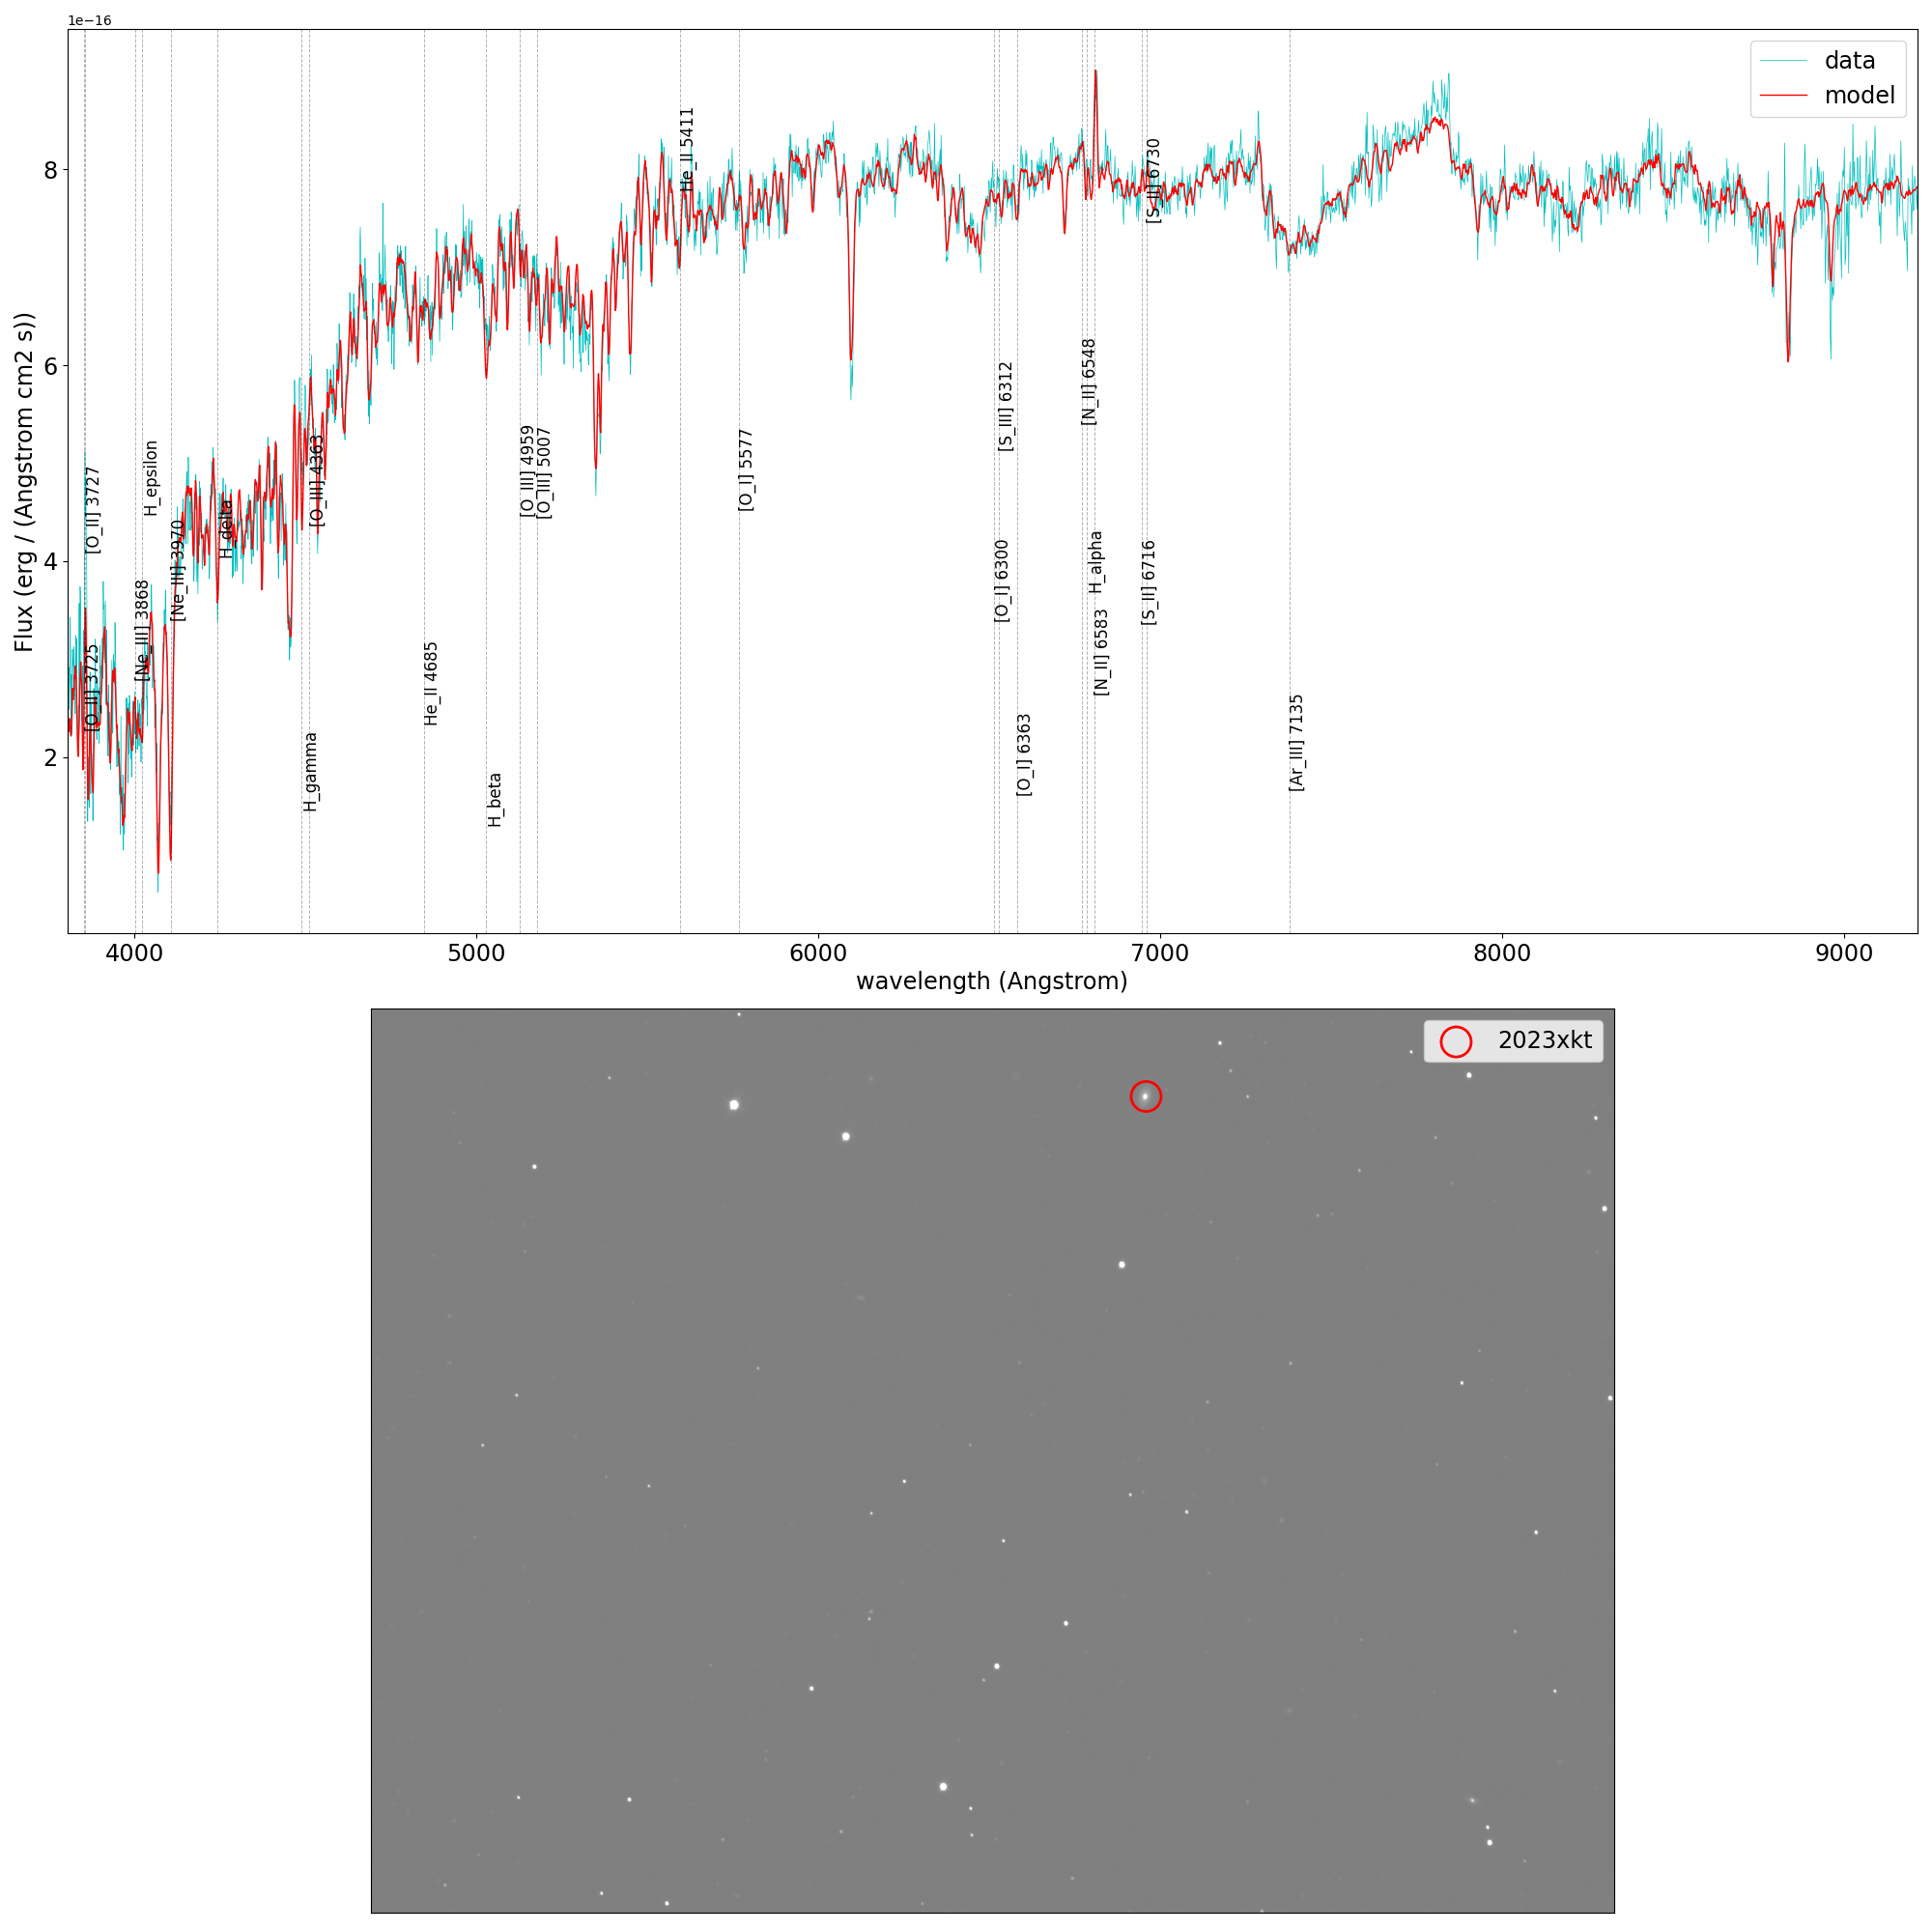 1e−16
data
model
Flux (erg / (Angstrom cm2 s))
8
6
4
2
[O_II] 3725
[O_II] 3727
[Ne_III] 3868
H_epsilon
[Ne_III] 3970
H_delta
H_gamma
[O_III] 4363
He_II 4685
H_beta
[O_III] 4959
[O_III] 5007
He_II 5411
[O_I] 5577
[O_I] 6300
[S_III] 6312
[O_I] 6363
[N_II] 6548
H_alpha
[N_II] 6583
[S_II] 6716
[S_II] 6730
[Ar_III] 7135
4000
5000
6000
7000
8000
9000
wavelength (Angstrom)
2023xkt